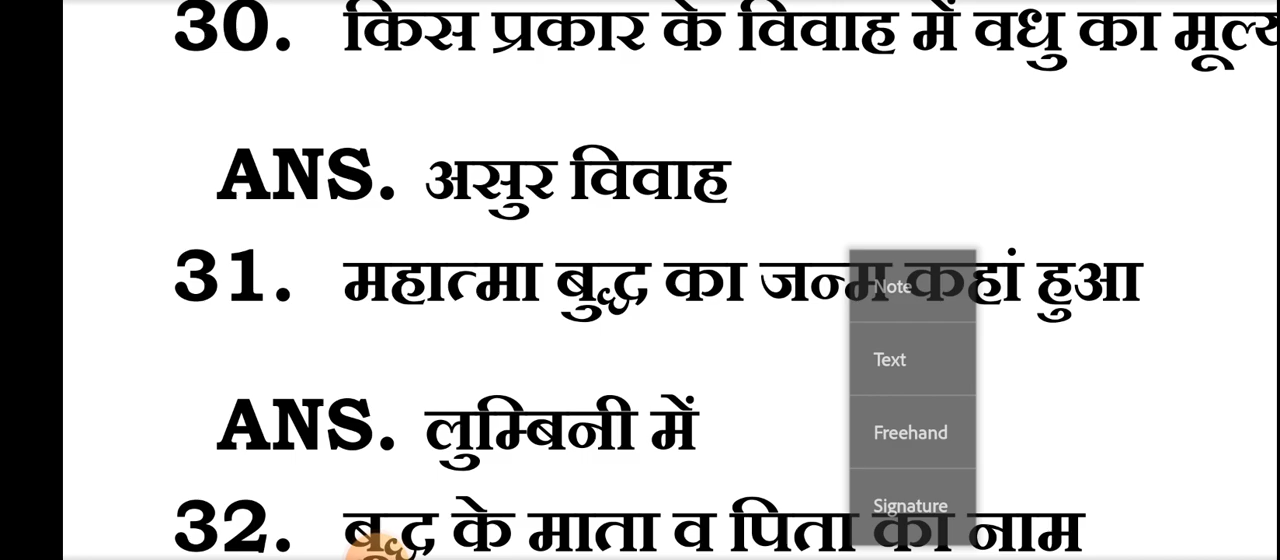 30. किस प्रकार के विवाह में वधु का मूल्य
ANS. असुर विवाह
31. महात्मा बुद्ध का जन्म कहां हुआ
Note
Text
ANS. लुम्बिनी में
Freehand
Signature
32. बुद्ध के माता व पिता का नाम